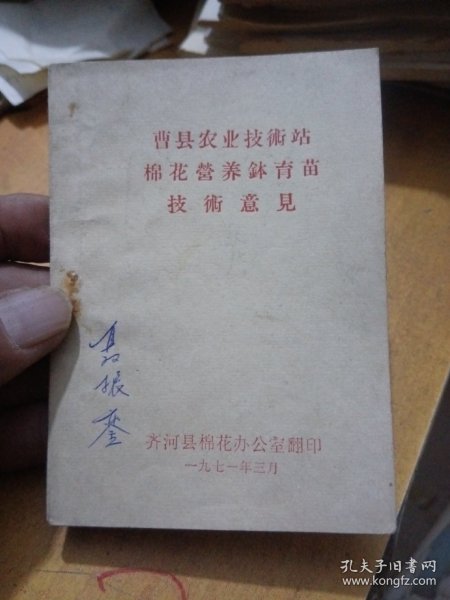 曹县农业技術站
棉花營养鉢育苗
技術意見
聂振
齐河县棉花办公室翻印
一九七一年三月
孔夫子旧书网
www.kongfz.com